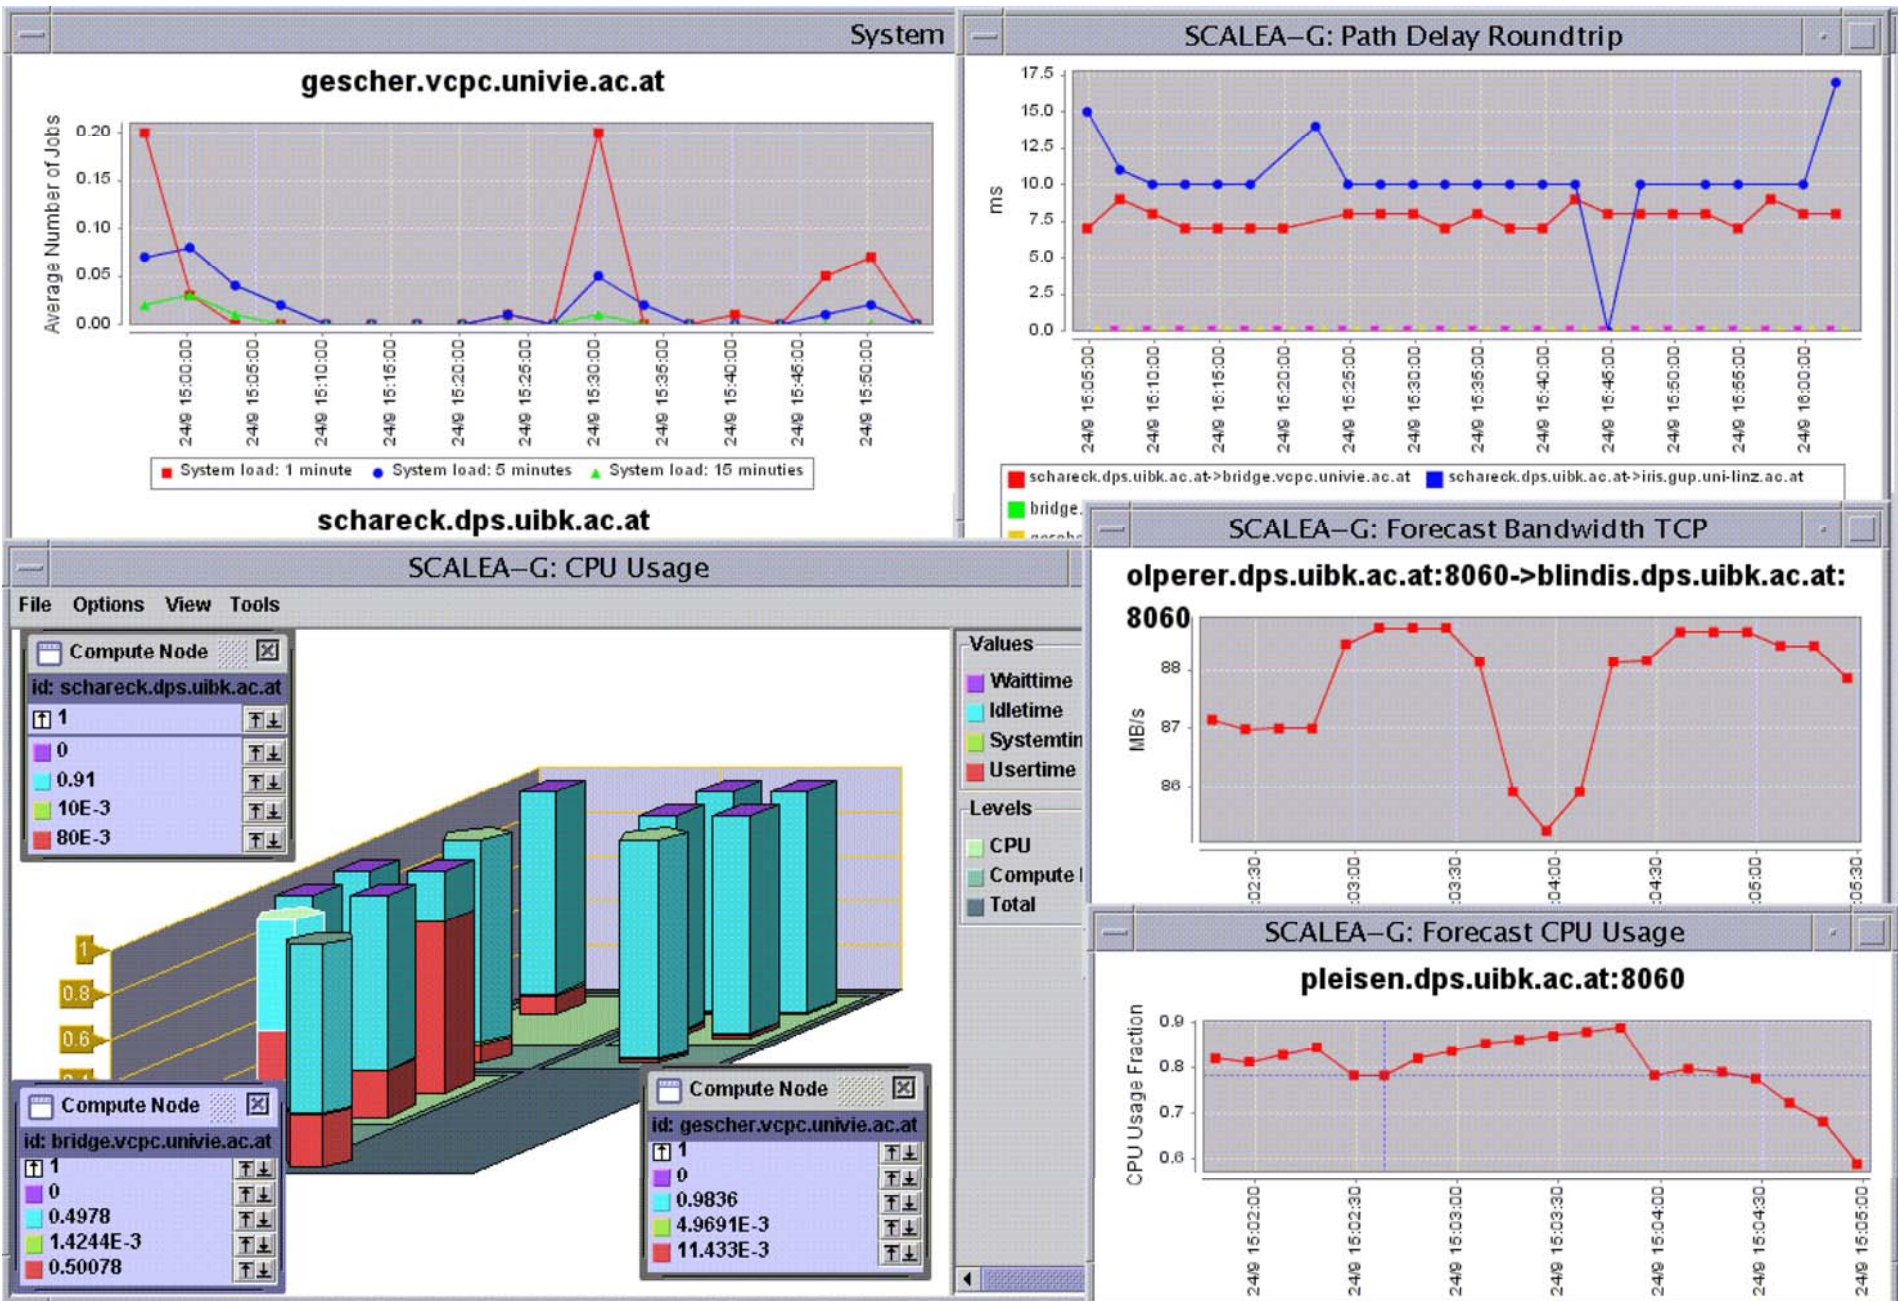 System
gescher.vcpc.univie.ac.at
Average Number of Jobs
0.20
0.15
0.10
0.05
0.00
24/9 15:00:00
24/9 15:05:00
24/9 15:10:00
24/9 15:15:00
24/9 15:20:00
24/9 15:25:00
24/9 15:30:00
24/9 15:35:00
24/9 15:40:00
24/9 15:45:00
24/9 15:50:00
System load: 1 minute System load: 5 minutes System load: 15 minuties
schareck.dps.uibk.ac.at
SCALEA-G: Path Delay Roundtrip
ms
17.5
15.0
12.5
10.0
7.5
5.0
2.5
0.0
24/9 15:05:00
24/9 15:10:00
24/9 15:15:00
24/9 15:20:00
24/9 15:25:00
24/9 15:30:00
24/9 15:35:00
24/9 15:40:00
24/9 15:45:00
24/9 15:50:00
24/9 15:55:00
24/9 16:00:00
schareck.dps.uibk.ac.at->bridge.vcpc.univie.ac.at schareck.dps.uibk.ac.at->iris.gup.uni-linz.ac.at
bridge.
SCALEA-G: CPU Usage
File Options View Tools
Compute Node
id: schareck.dps.uibk.ac.at
1
0
0.91
10E-3
80E-3
1
0.8
0.6
Compute Node
id: bridge.vcpc.univie.ac.at
1
0
0.4978
1.4244E-3
0.50078
Compute Node
id: gescher.vcpc.univie.ac.at
1
0
0.9836
4.9691E-3
11.433E-3
Values
Waittime
Idletime
Systemtin
Usertime
Levels
CPU
Compute
Total
SCALEA-G: Forecast Bandwidth TCP
olperer.dps.uibk.ac.at:8060->blindis.dps.uibk.ac.at:
8060
MB/s
88
87
86
:02:30
:03:00
:03:30
:04:00
:04:30
:05:00
:05:30
SCALEA-G: Forecast CPU Usage
pleisen.dps.uibk.ac.at:8060
CPU Usage Fraction
0.9
0.8
0.7
0.6
24/9 15:02:00
24/9 15:02:30
24/9 15:03:00
24/9 15:03:30
24/9 15:04:00
24/9 15:04:30
24/9 15:05:00